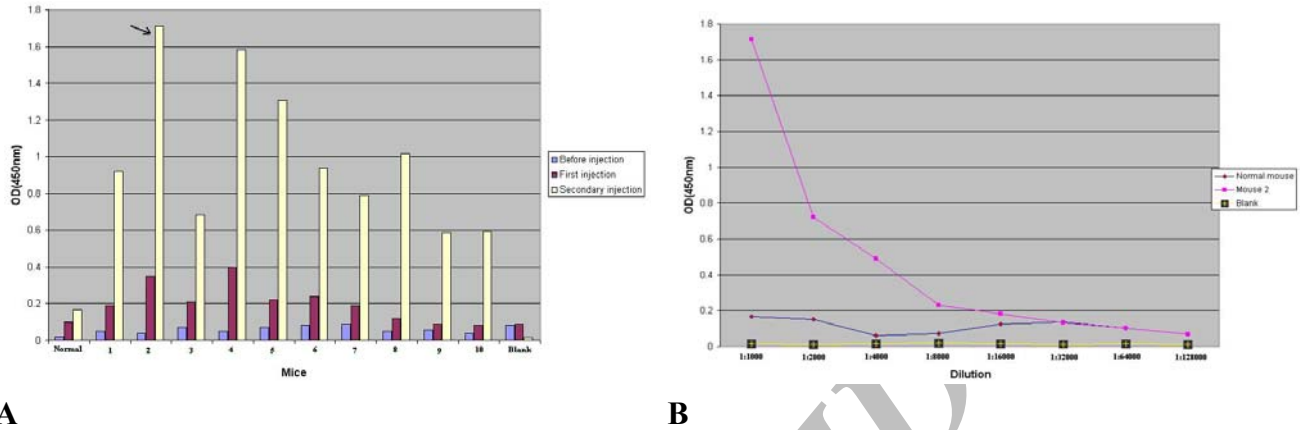 1.8
1.6
1.4
1.2
1
0.8
0.6
0.4
0.2
0
OD(450nm)
Normal 1 2 3 4 5 6 7 8 9 10 Blank
Mice
Before injection
First injection
Secondary injection
A
1.8
1.6
1.4
1.2
1
0.8
0.6
0.4
0.2
0
OD(450nm)
1:1000 1:2000 1:4000 1:8000 1:16000 1:32000 1:64000 1:128000
Dilution
Normal mouse
Mouse 2
Blank
B